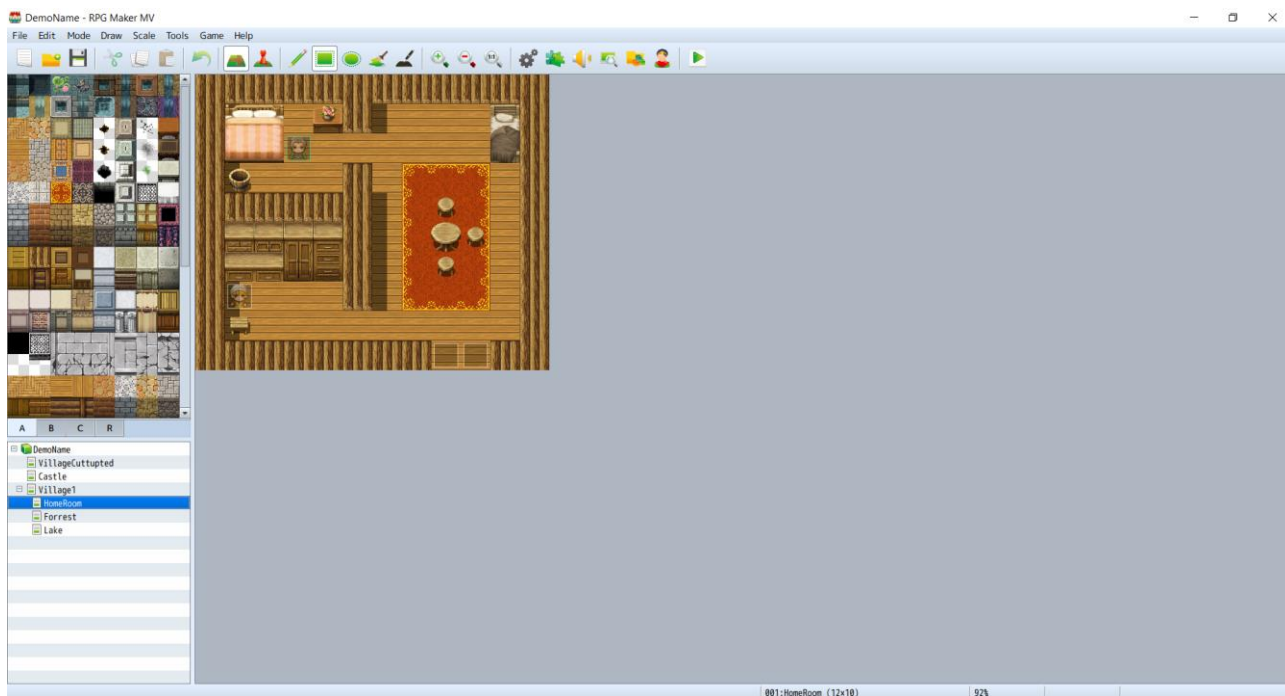 DemoName - RPG Maker MV
File Edit Mode Draw Scale Tools Game Help
A B C R
DemoName
VillageCuttupted
Castle
Village1
HomeRoom
Forrest
Lake
001:HomeRoom (12x10) 92%